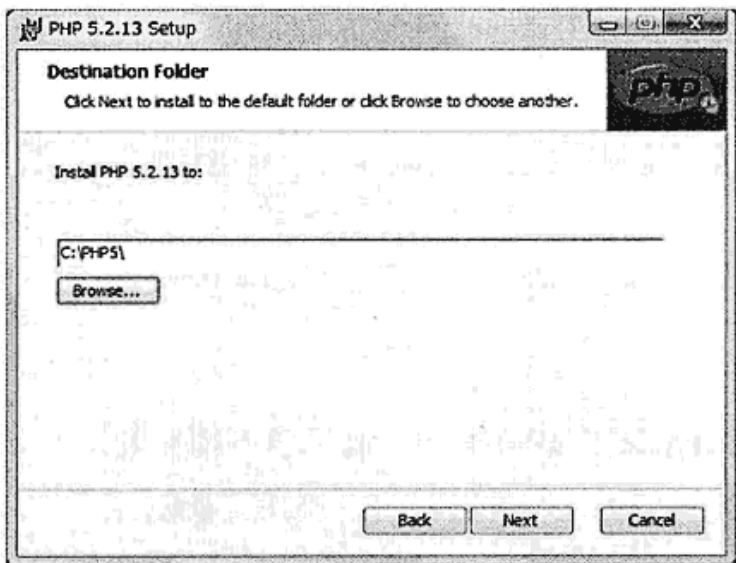 PHP 5.2.13 Setup
Destination Folder
Click Next to install to the default folder or click Browse to choose another.
php
Install PHP 5.2.13 to:
C:\PHP5\
Browse...
Back Next Cancel